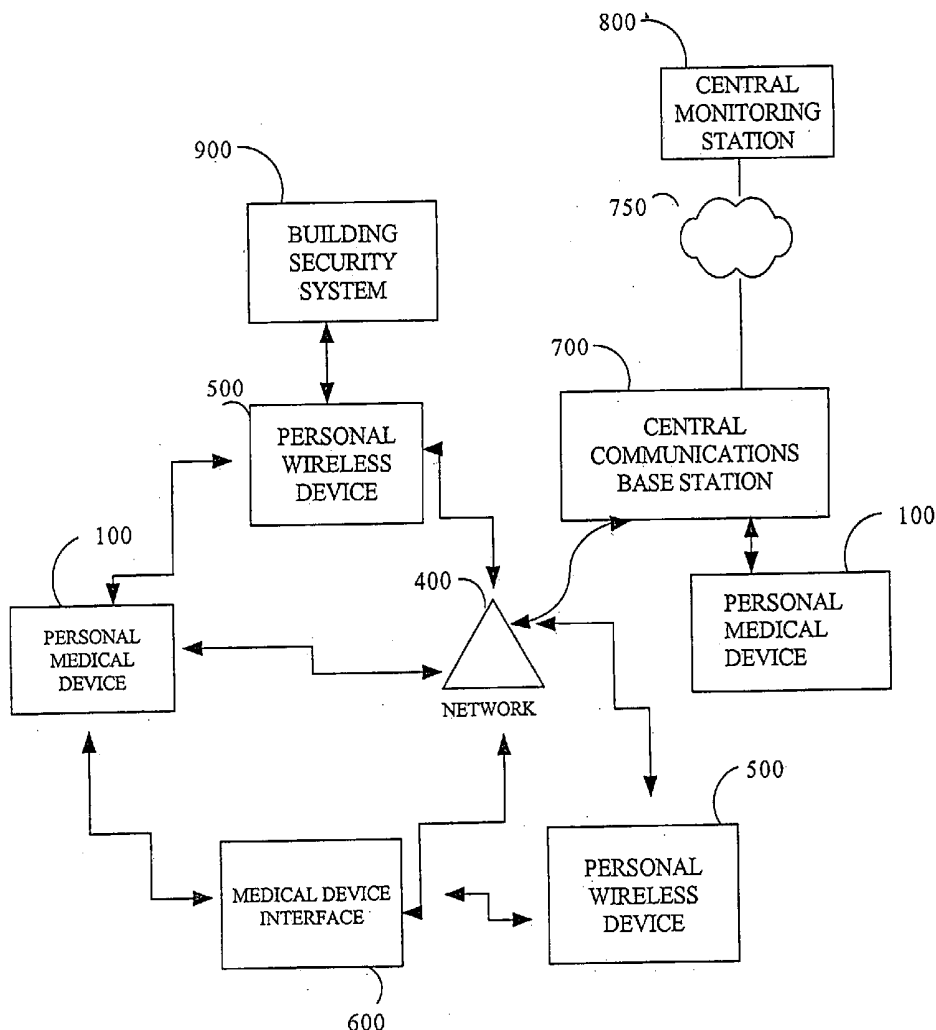 800
CENTRAL
MONITORING
STATION
900
750
BUILDING
SECURITY
SYSTEM
700
500
PERSONAL
WIRELESS
DEVICE
CENTRAL
COMMUNICATIONS
BASE STATION
100
100
400
PERSONAL
MEDICAL
DEVICE
PERSONAL
MEDICAL
DEVICE
NETWORK
500
MEDICAL DEVICE
INTERFACE
PERSONAL
WIRELESS
DEVICE
600